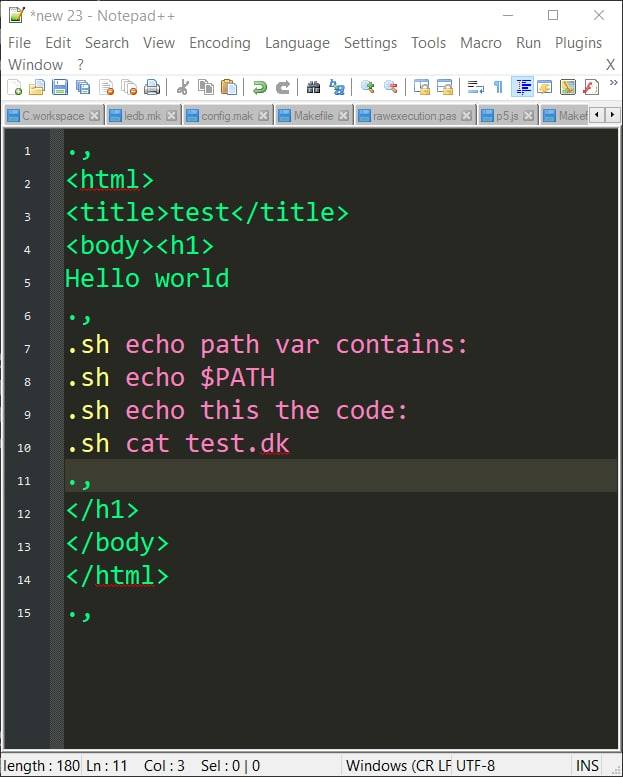 *new 23 - Notepad++
File Edit Search View Encoding Language Settings Tools Macro Run Plugins
Window ? X
C.workspace ledb.mk config.mak Makefile rawexecution.pas p5.js Makef
1 .,
2 <html>
3 <title>test</title>
4 <body><h1>
5 Hello world
6 .,
7 .sh echo path var contains:
8 .sh echo $PATH
9 .sh echo this the code:
10 .sh cat test.dk
11 .,
12 </h1>
13 </body>
14 </html>
15 .,
length : 180 Ln : 11 Col : 3 Sel : 0 | 0 Windows (CR LF UTF-8 INS